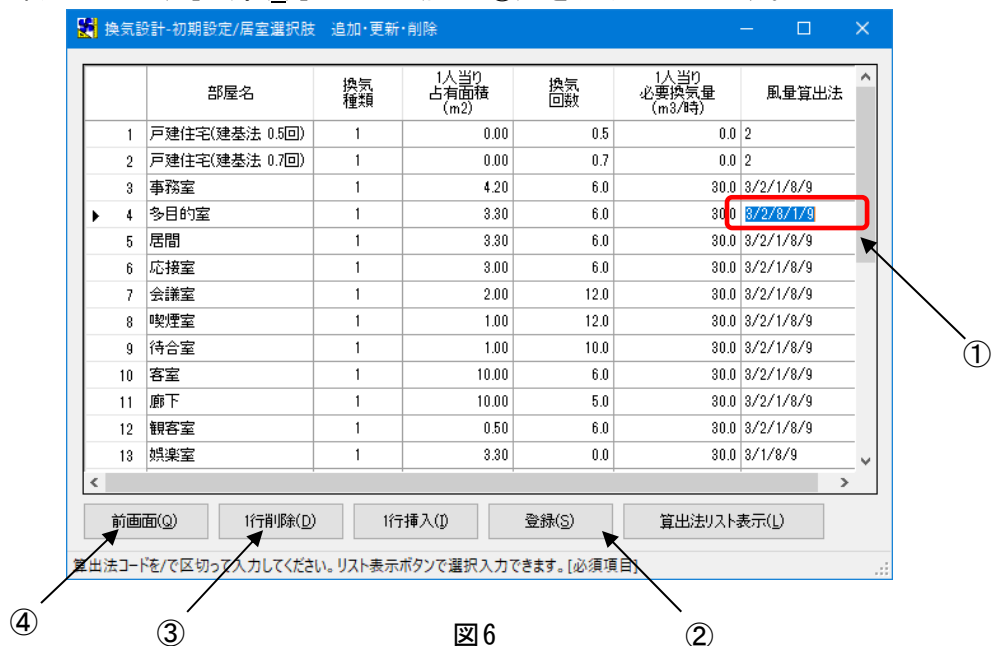 換気設計-初期設定/居室選択肢 追加・更新・削除
部屋名 換気種類 1人当り占有面積(m2) 換気回数 1人当り必要換気量(m3/時) 風量算出法
1 戸建住宅(建基法 0.5回) 1 0.00 0.5 0.0 2
2 戸建住宅(建基法 0.7回) 1 0.00 0.7 0.0 2
3 事務室 1 4.20 6.0 30.0 3/2/1/8/9
4 多目的室 1 3.30 6.0 30.0 3/2/8/1/9
5 居間 1 3.30 6.0 30.0 3/2/1/8/9
6 応接室 1 3.00 6.0 30.0 3/2/1/8/9
7 会議室 1 2.00 12.0 30.0 3/2/1/8/9
8 喫煙室 1 1.00 12.0 30.0 3/2/1/8/9
9 待合室 1 1.00 10.0 30.0 3/2/1/8/9
①
10 客室 1 10.00 6.0 30.0 3/2/1/8/9
11 廊下 1 10.00 5.0 30.0 3/2/1/8/9
12 観客室 1 0.50 6.0 30.0 3/2/1/8/9
13 娯楽室 1 3.30 0.0 30.0 3/1/8/9
前画面(Q) 1行削除(D) 1行挿入(I) 登録(S) 算出法リスト表示(L)
算出法コードを/で区切って入力してください。リスト表示ボタンで選択入力できます。[必須項目]
④ ③ 図6 ②